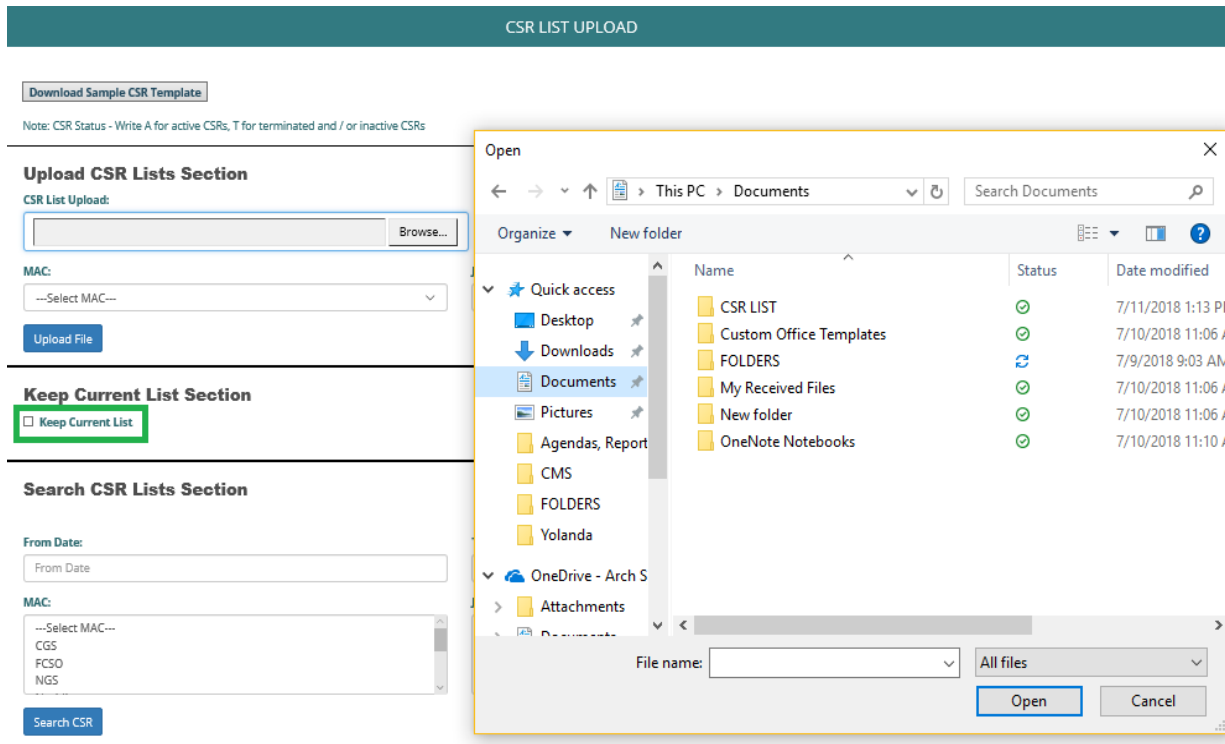 CSR LIST UPLOAD
Download Sample CSR Template
Note: CSR Status - Write A for active CSRs, T for terminated and / or inactive CSRs
Upload CSR Lists Section
CSR List Upload:
Browse...
MAC:
---Select MAC---
Upload File
Keep Current List Section
Keep Current List
Search CSR Lists Section
From Date:
From Date
MAC:
---Select MAC---
CGS
FCSO
NGS
Search CSR
Open
This PC > Documents
Search Documents
Organize
New folder
Quick access
Desktop
Downloads
Documents
Pictures
Agendas, Report
CMS
FOLDERS
Yolanda
OneDrive - Arch S
Attachments
Name Status Date modified
CSR LIST 7/11/2018 1:13 P
Custom Office Templates 7/10/2018 11:06 A
FOLDERS 7/9/2018 9:03 AM
My Received Files 7/10/2018 11:06 A
New folder 7/10/2018 11:06 A
OneNote Notebooks 7/10/2018 11:10 A
File name:
All files
Open
Cancel